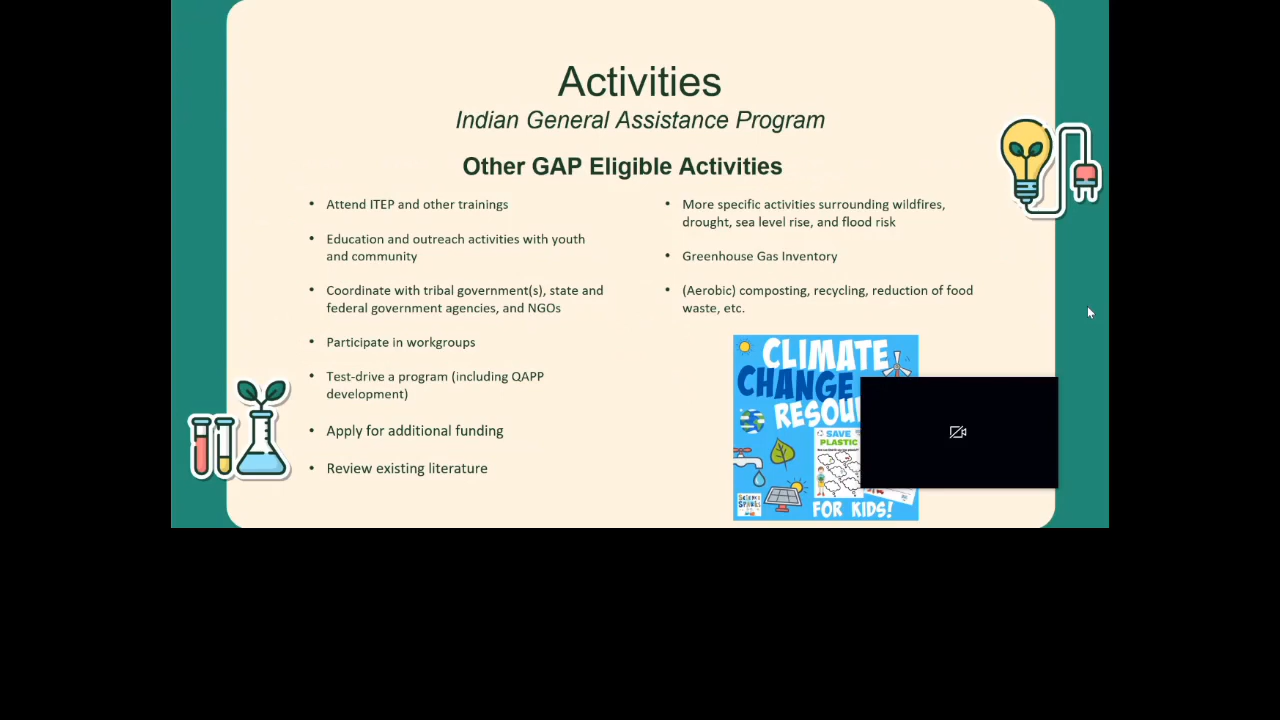 Activities
Indian General Assistance Program
Other GAP Eligible Activities
• Attend ITEP and other trainings
• Education and outreach activities with youth
and community
• Coordinate with tribal government(s), state and
federal government agencies, and NGOs
• Participate in workgroups
• Test-drive a program (including QAPP
development)
• Apply for additional funding
• Review existing literature
• More specific activities surrounding wildfires,
drought, sea level rise, and flood risk
• Greenhouse Gas Inventory
• (Aerobic) composting, recycling, reduction of food
waste, etc.
CLIMATE
CHANGE
SAVE
PLASTIC
FOR KIDS!